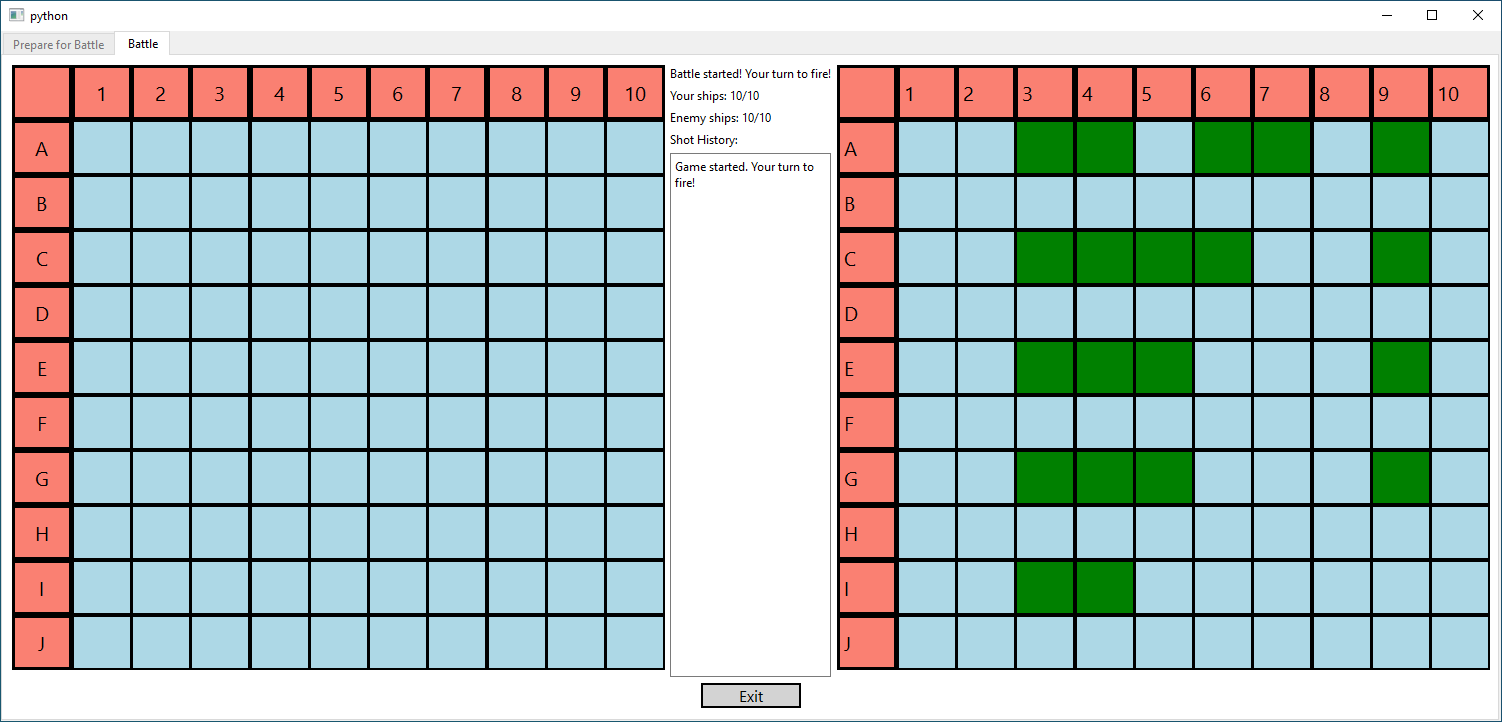 python
Prepare for Battle
Battle
1 2 3 4 5 6 7 8 9 10
A
B
C
D
E
F
G
H
I
J
Battle started! Your turn to fire!
Your ships: 10/10
Enemy ships: 10/10
Shot History:
Game started. Your turn to
fire!
1 2 3 4 5 6 7 8 9 10
A
B
C
D
E
F
G
H
I
J
Exit